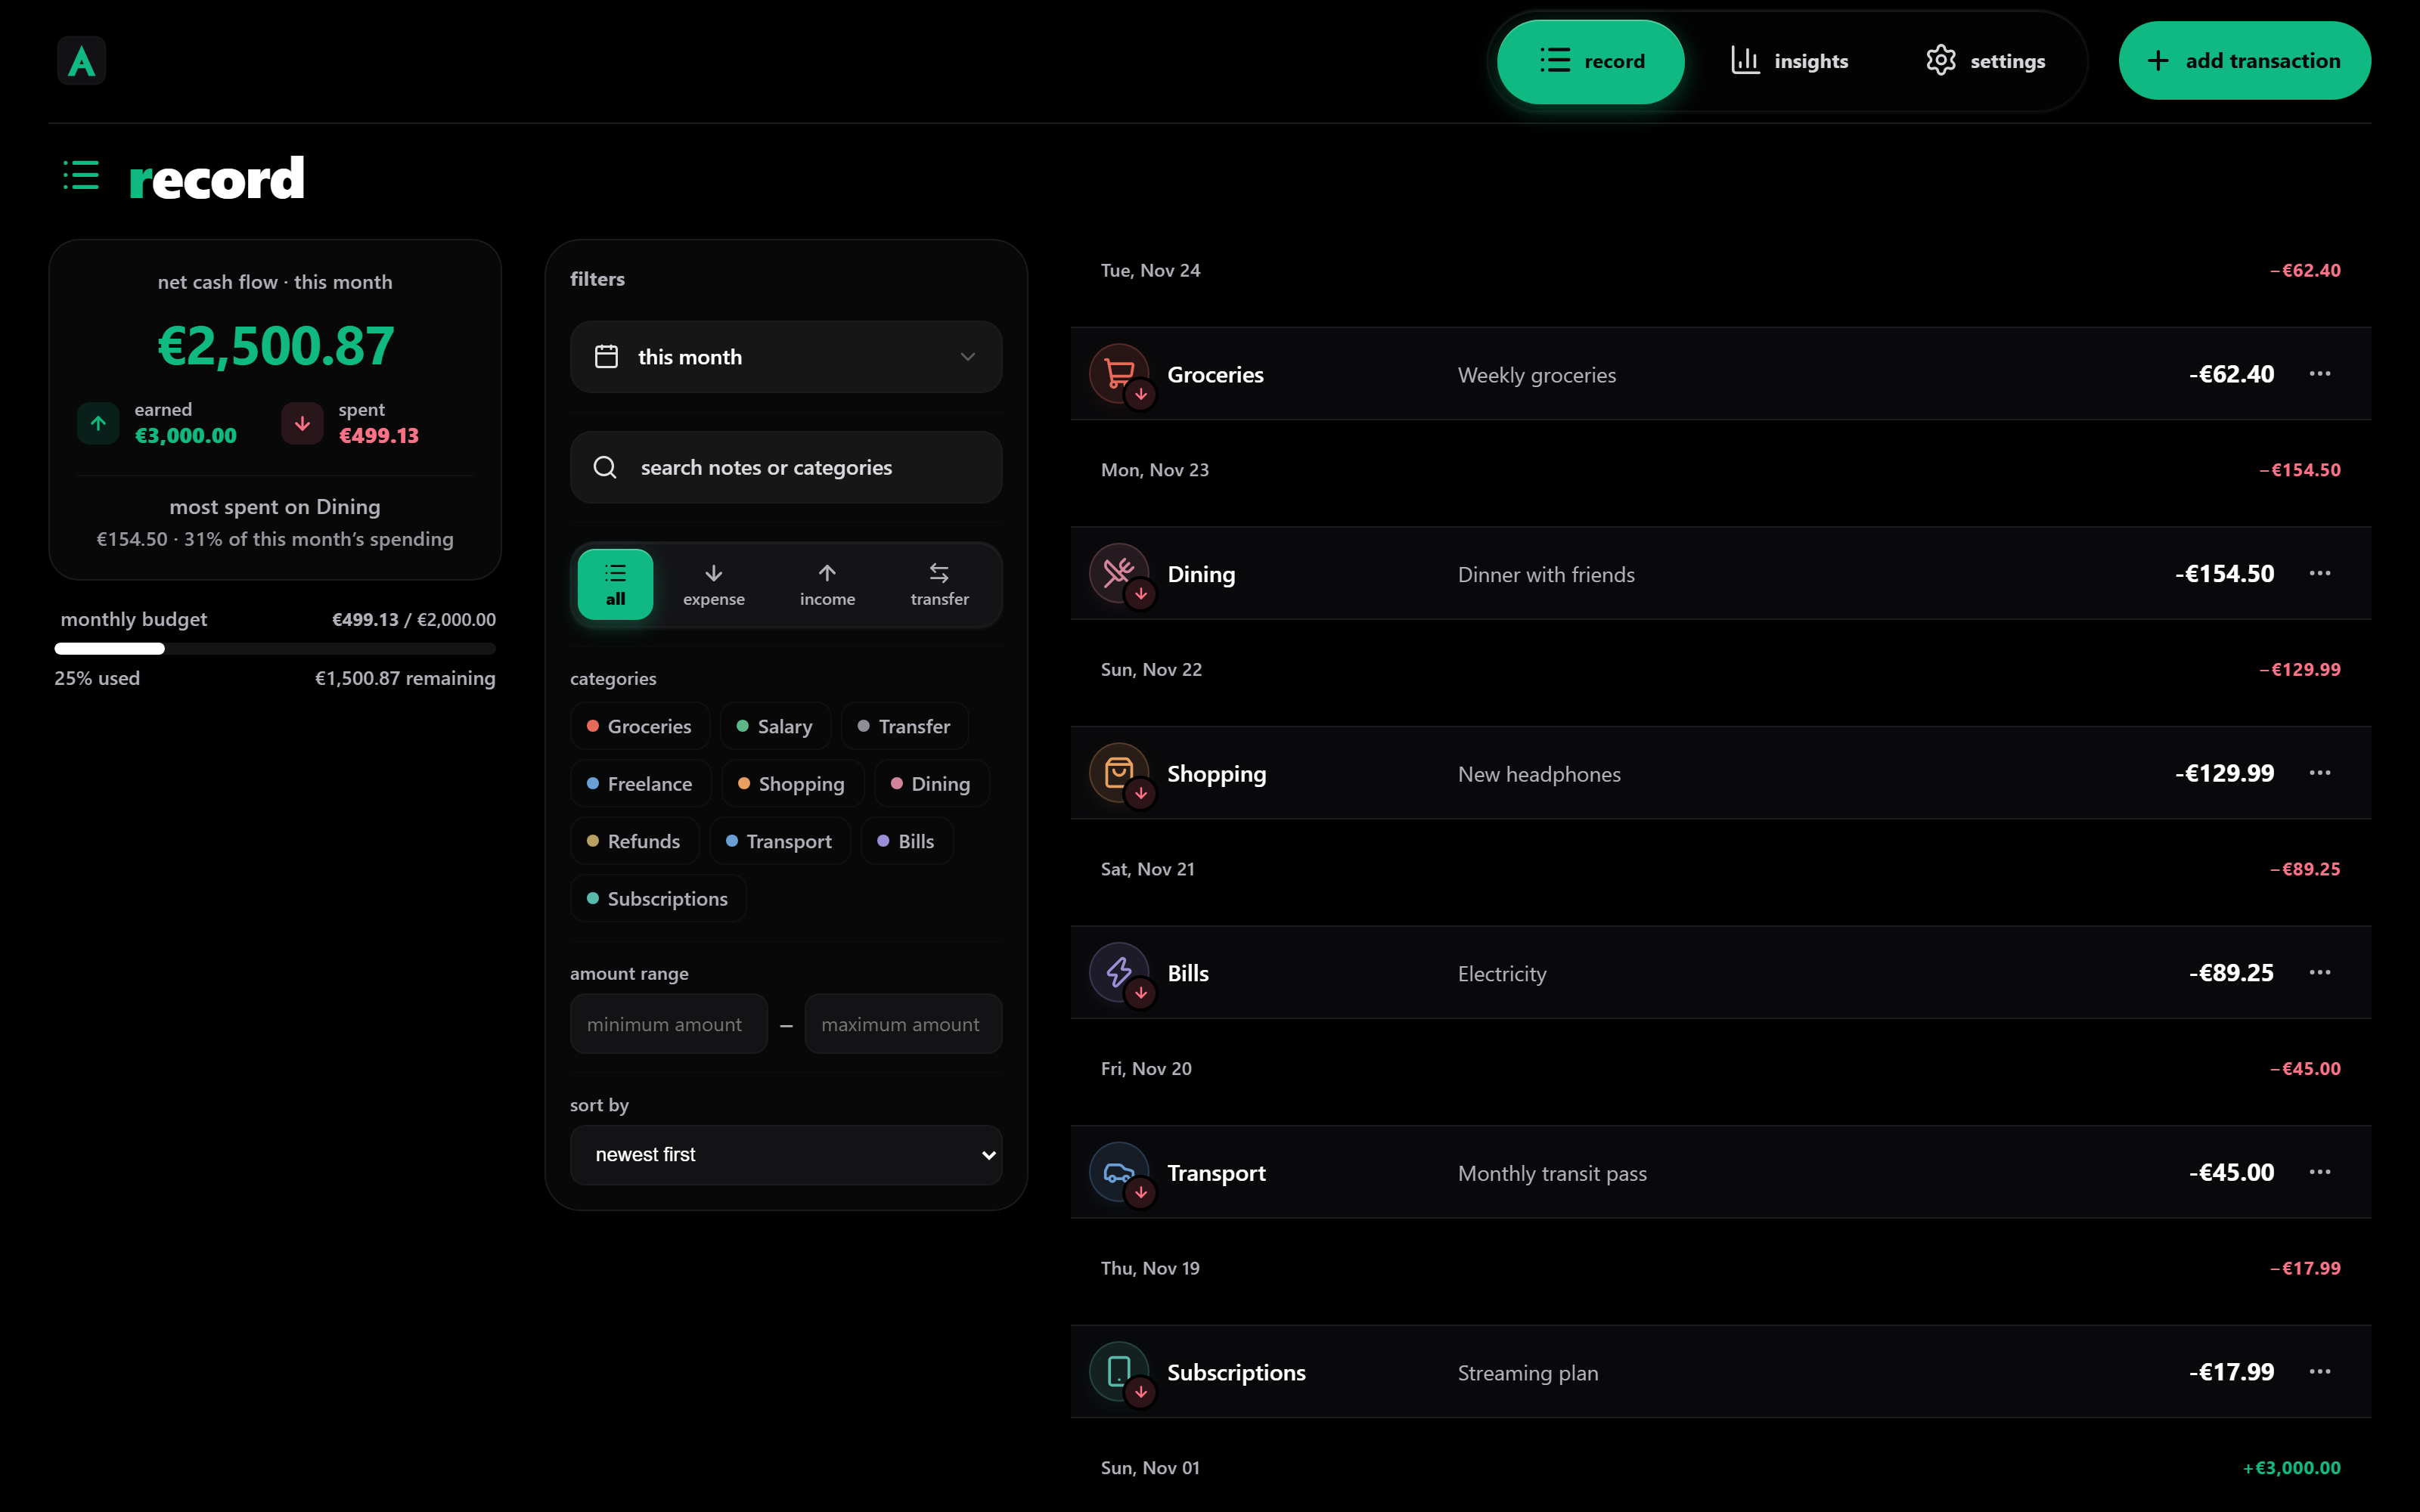 A
record
insights
settings
add transaction
record
net cash flow · this month
€2,500.87
earned
€3,000.00
spent
€499.13
most spent on Dining
€154.50 · 31% of this month’s spending
monthly budget
€499.13 / €2,000.00
25% used
€1,500.87 remaining
filters
this month
search notes or categories
all
expense
income
transfer
categories
Groceries
Salary
Transfer
Freelance
Shopping
Dining
Refunds
Transport
Bills
Subscriptions
amount range
minimum amount – maximum amount
sort by
newest first
Tue, Nov 24 −€62.40
Groceries Weekly groceries -€62.40
Mon, Nov 23 −€154.50
Dining Dinner with friends -€154.50
Sun, Nov 22 −€129.99
Shopping New headphones -€129.99
Sat, Nov 21 −€89.25
Bills Electricity -€89.25
Fri, Nov 20 −€45.00
Transport Monthly transit pass -€45.00
Thu, Nov 19 −€17.99
Subscriptions Streaming plan -€17.99
Sun, Nov 01 +€3,000.00